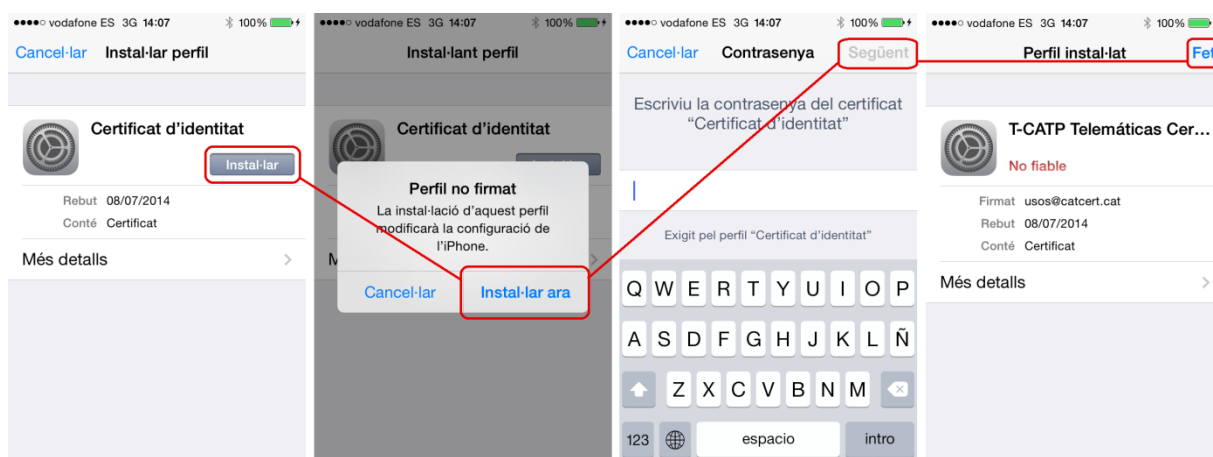 vodafone ES 3G 14:07 100%
Cancel·lar Instal·lar perfil
Certificat d'identitat
Instal·lar
Rebut 08/07/2014
Conté Certificat
Més detalls
vodafone ES 3G 14:07 100%
Instal·lant perfil
Certificat d'identitat
Perfil no firmat
La instal·lació d'aquest perfil
modificarà la configuració de
l'iPhone.
Cancel·lar Instal·lar ara
vodafone ES 3G 14:07 100%
Cancel·lar Contrasenya Següent
Escriviu la contrasenya del certificat
"Certificat d'identitat"
Exigit pel perfil "Certificat d'identitat"
Q W E R T Y U I O P
A S D F G H J K L Ñ
Z X C V B N M
123 espacio intro
vodafone ES 3G 14:07 100%
Perfil instal·lat Fet
T-CATP Telemáticas Cer...
No fiable
Firmat usos@catcert.cat
Rebut 08/07/2014
Conté Certificat
Més detalls